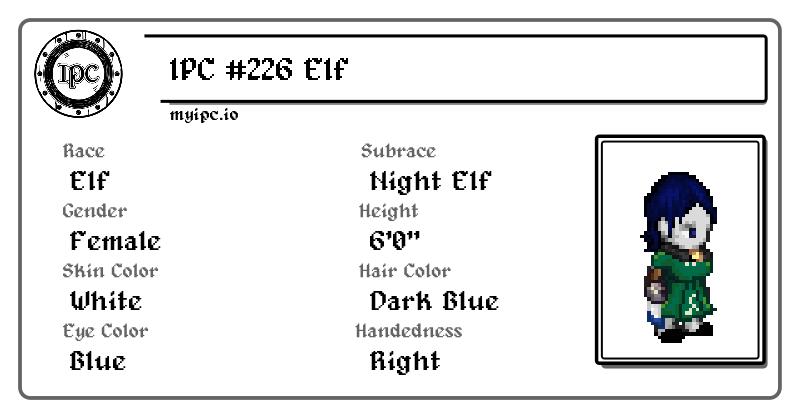 IPC
IPC #226 Elf
myipc.io
Race
Elf
Subrace
Night Elf
Gender
Female
Height
6'0"
Skin Color
White
Hair Color
Dark Blue
Eye Color
Blue
Handedness
Right